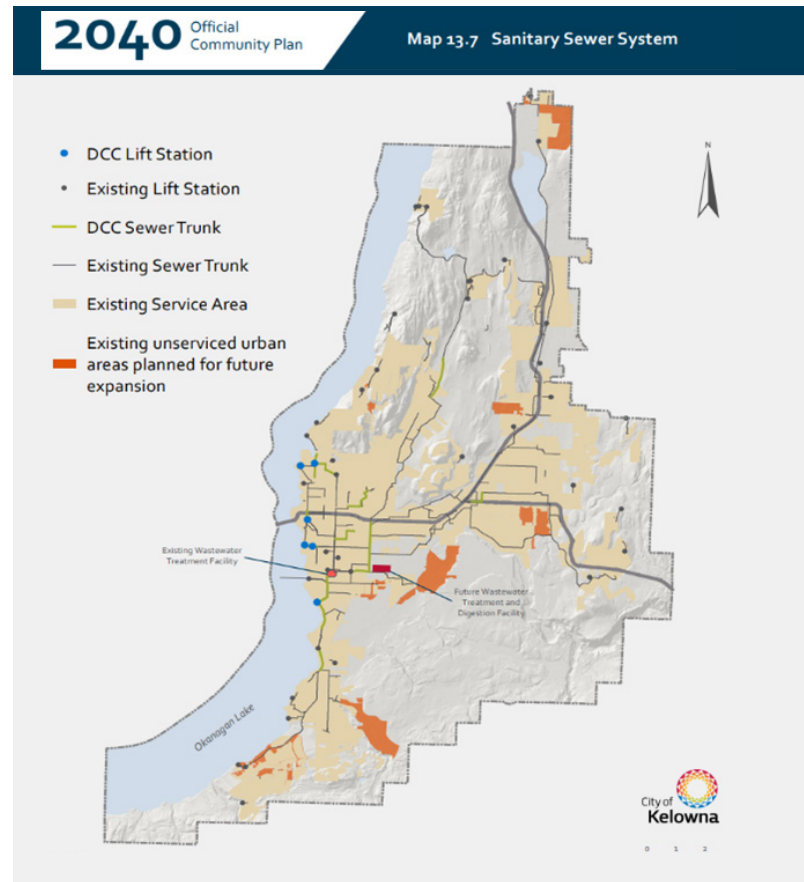 2040 Official
Community Plan
Map 13.7 Sanitary Sewer System
N
DCC Lift Station
Existing Lift Station
DCC Sewer Trunk
Existing Sewer Trunk
Existing Service Area
Existing unserviced urban
areas planned for future
expansion
Existing Wastewater
Treatment Facility
Future Wastewater
Treatment and
Digestion Facility
Okanagan Lake
City of
Kelowna
0 1 2